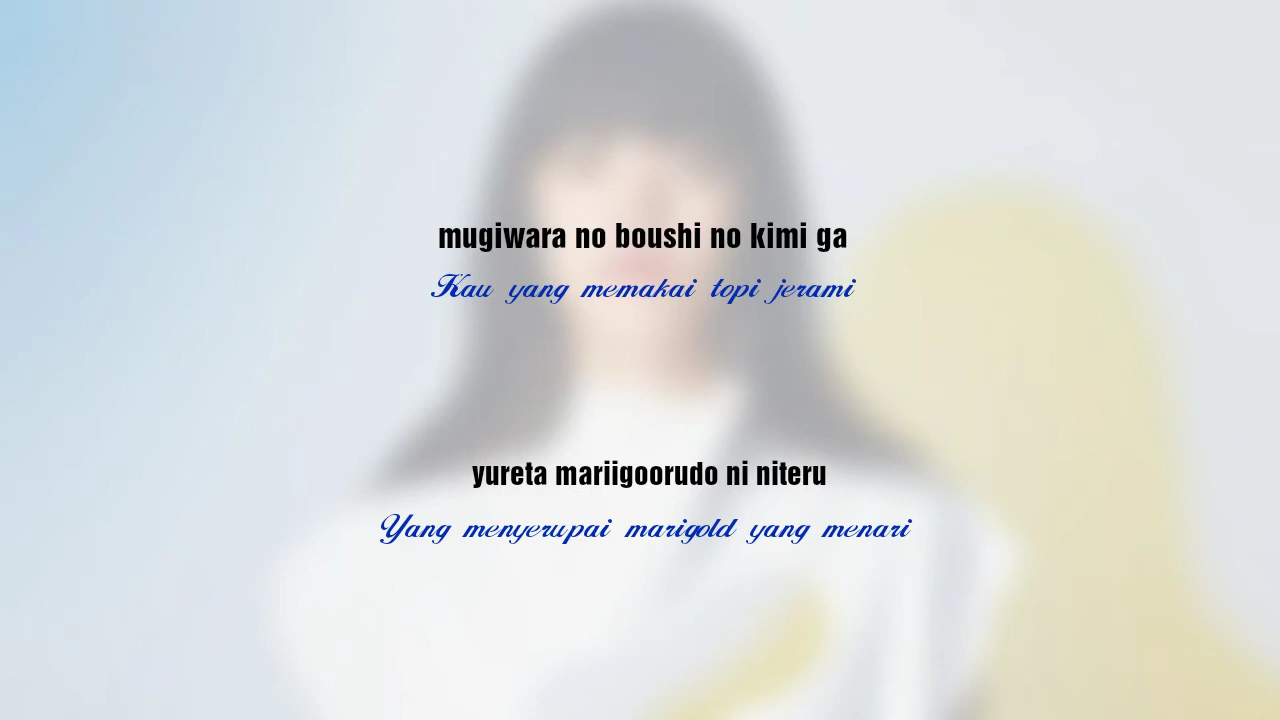 mugiwara no boushi no kimi ga
Kau yang memakai topi jerami
yureta mariigoorudo ni niteru
Yang menyerupai marigold yang menari